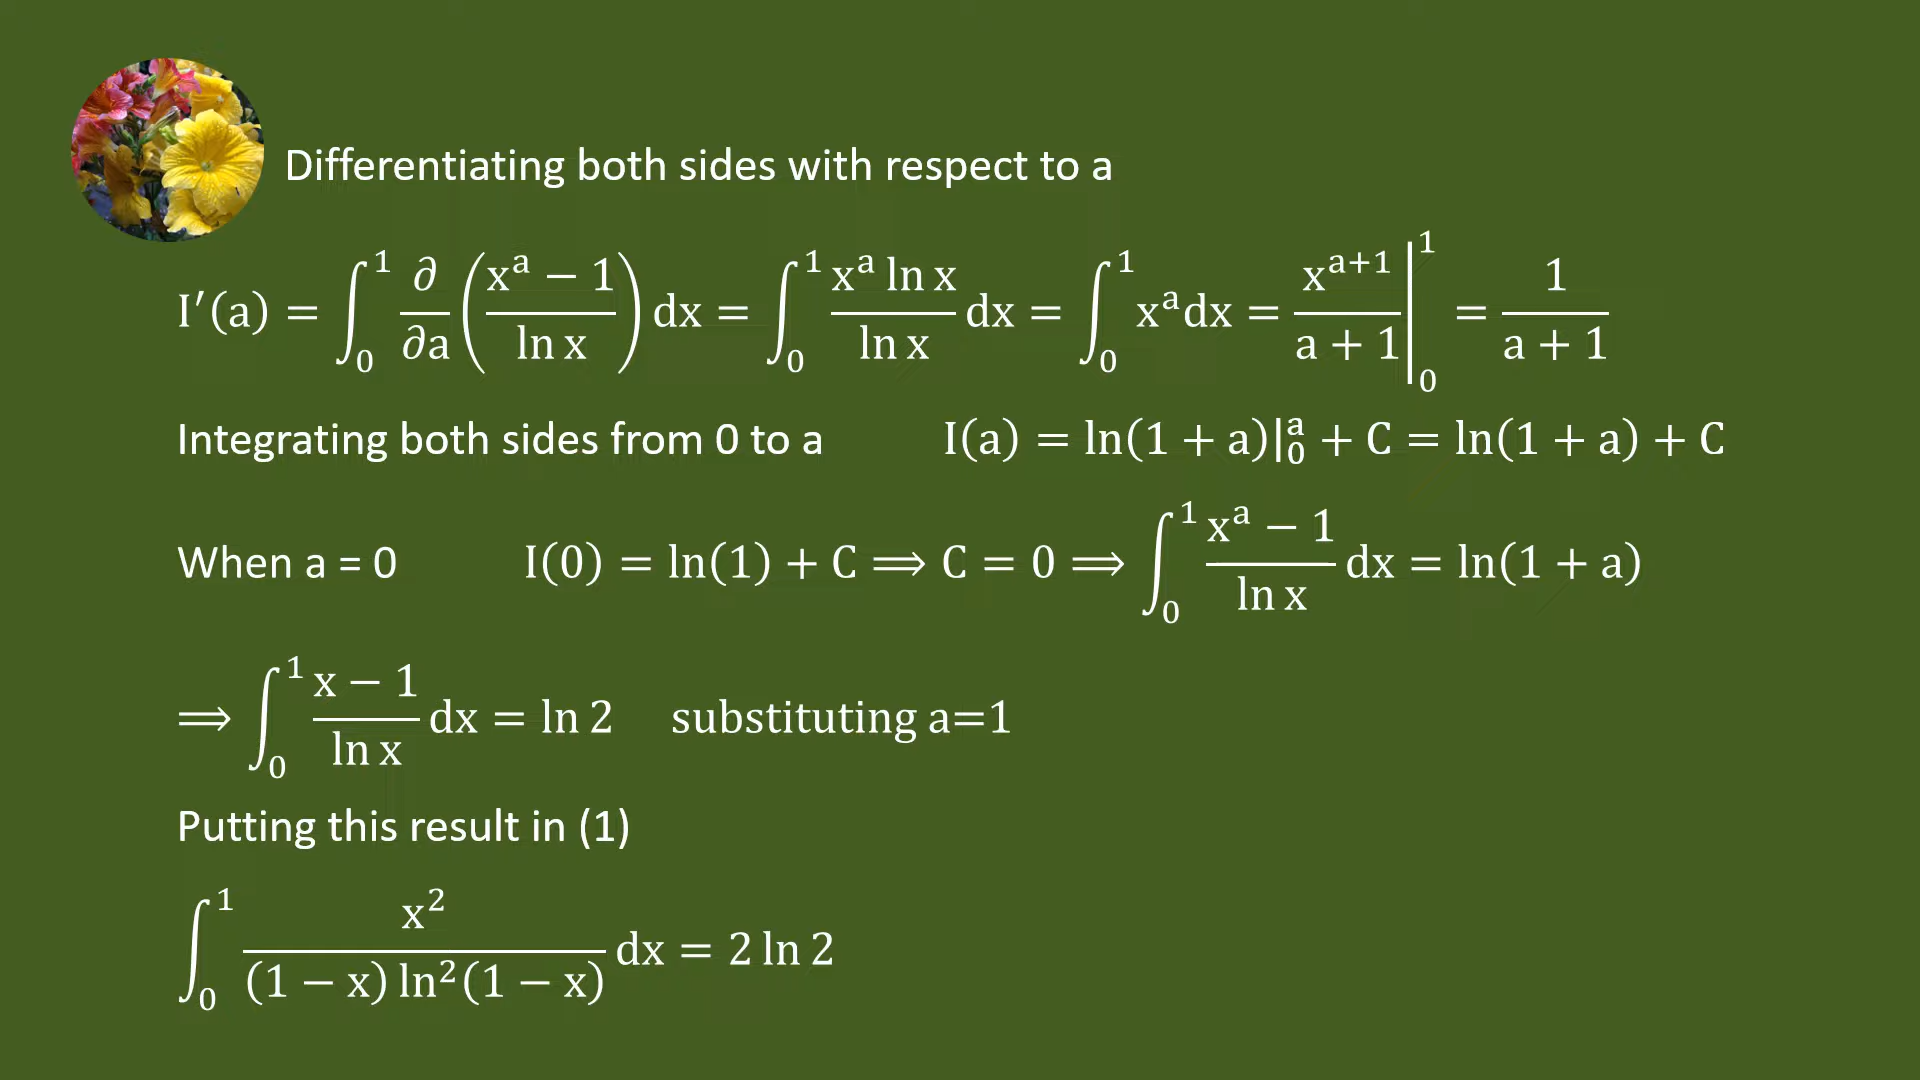 Differentiating both sides with respect to a
I′(a) = ∫₀¹ ∂/∂a ((xᵃ − 1)/(ln x)) dx = ∫₀¹ (xᵃ ln x)/(ln x) dx = ∫₀¹ xᵃdx = xᵃ⁺¹/(a + 1)|₀¹ = 1/(a + 1)
Integrating both sides from 0 to a I(a) = ln(1 + a)|₀ᵃ + C = ln(1 + a) + C
When a = 0 I(0) = ln(1) + C ⟹ C = 0 ⟹ ∫₀¹ (xᵃ − 1)/(ln x) dx = ln(1 + a)
⟹ ∫₀¹ (x − 1)/(ln x) dx = ln 2 substituting a=1
Putting this result in (1)
∫₀¹ x²/((1 − x) ln²(1 − x)) dx = 2 ln 2